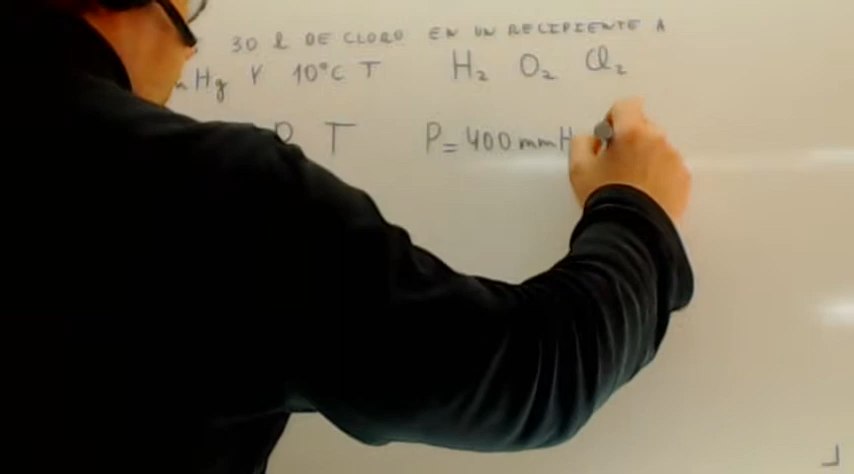 30 l DE CLORO EN UN RECIPIENTE A
mHg Y 10°C T H₂ O₂ Cl₂
P T P = 400 mmH